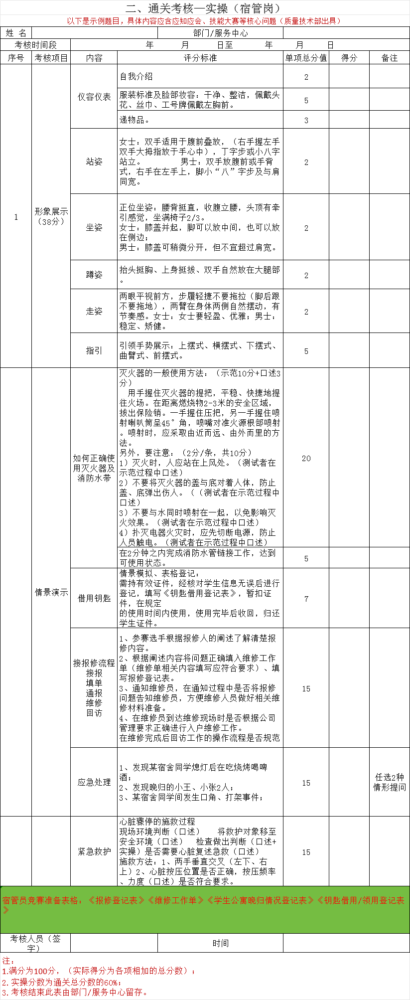 二、通关考核—实操（宿管岗）
以下是示例题目，具体内容应含应知应会、技能大赛等核心问题（质量技术部出具）
姓 名
部门/服务中心
考核时间段
年 月 日至 年 月 日
序号 考核项目 内容 评分标准 单项总分值 得分 备注
1
形象展示
（38分）
仪容仪表
自我介绍
2
服装标准及脸部妆容：干净、整洁，佩戴头
花、丝巾、工号牌佩戴左胸前。
5
递物品。
3
站姿
女士：双手适用于腹前叠放，（右手握左手
双手大拇指放于手心中），丁字步或小八字
站立。 男士：双手放腹前或手背
式，右手在左手上，脚小“八”字步及与肩
同宽。
2
坐姿
正位坐姿：腰背挺直，收腹立腰，头顶有牵
引感觉，坐满椅子2/3。
女士：膝盖并起，脚可以放中间，也可以放
在侧边；
男士：膝盖可稍微分开，但不宜超过肩宽。
2
蹲姿
抬头挺胸、上身挺拔、双手自然放在大腿部
。
2
走姿
两眼平视前方，步履轻捷不要拖拉（脚后跟
不要拖地），两臂在身体两侧自然摆动，有
节奏感。女士：女士要轻盈、优雅；男士：
稳定、矫健。
2
指引
引领手势展示：上摆式、横摆式、下摆式、
曲臂式、前摆式。
5
情景演示
如何正确使
用灭火器及
消防水带
灭火器的一般使用方法：（示范10分+口述3
分）
用手握住灭火器的提把，平稳、快捷地提
往火场。在距离燃烧物2-3米的安全区域，
拔出保险销。一手握住压把，另一手握住喷
射喇叭筒呈45°角，喷嘴对准火源根部喷射
。喷射时，应采取由近而远、由外而里的方
法。
另外，要注意：（2分/条，共10分）
1）灭火时，人应站在上风处。（测试者在
示范过程中口述）
2）不要将灭火器的盖与底对着人体，防止
盖、底弹出伤人。（（测试者在示范过程中
口述）
3）不要与水同时喷射在一起，以免影响灭
火效果。（测试者在示范过程中口述）
4）扑灭电器火灾时，应先切断电源，防止
人员触电。（测试者在示范过程中口述）
20
在2分钟之内完成消防水管链接工作，达到
可使用状态。
5
借用钥匙
情景模拟、表格登记：
需持有效证件，经核对学生信息无误后进行
登记，填写《钥匙借用登记表》，暂扣证
件，在规定
的使用时间内使用，使用完毕后收回，归还
学生证件。
7
接报修流程
接报
填单
通报
维修
回访
1、参赛选手根据报修人的阐述了解清楚报
修内容。
2、根据阐述内容将问题正确填入维修工作
单（维修单相关内容填写应符合要求）、填
写报修登记表。
3、通知维修员，在通知过程中是否将报修
问题告知维修员，方便维修人员做好相关维
修材料准备。
4、在维修员到达维修现场时是否根据公司
管理要求正确进行入户维修工作。
在维修完成后回访工作的操作流程是否规范
15
应急处理
1、发现某宿舍同学熄灯后在吃烧烤喝啤
酒；
2、发现晚归的小王、小张2人；
3、某宿舍同学间发生口角、打架事件；
15
任选2种
情形提问
紧急救护
心脏骤停的施救过程
现场环境判断（口述） 将救护对象移至
安全环境（口述） 检查做出判断（口述+
实操）是否需要心脏复述急救（口述）
施救方法：1、两手垂直交叉（左下、右
上）2、心脏按压位置是否正确，按压频率
、力度（口述）是否符合要求。
15
宿管员竞赛准备表格：《报修登记表》《维修工作单》《学生公寓晚归情况登记表》《钥匙借用/领用登记表
》
考核人员（签
字）
时间
注：
1.满分为100分，（实际得分为各项相加的总分数）；
2.实操分数为通关总分数的60%；
3.考核结束此表由部门/服务中心留存。